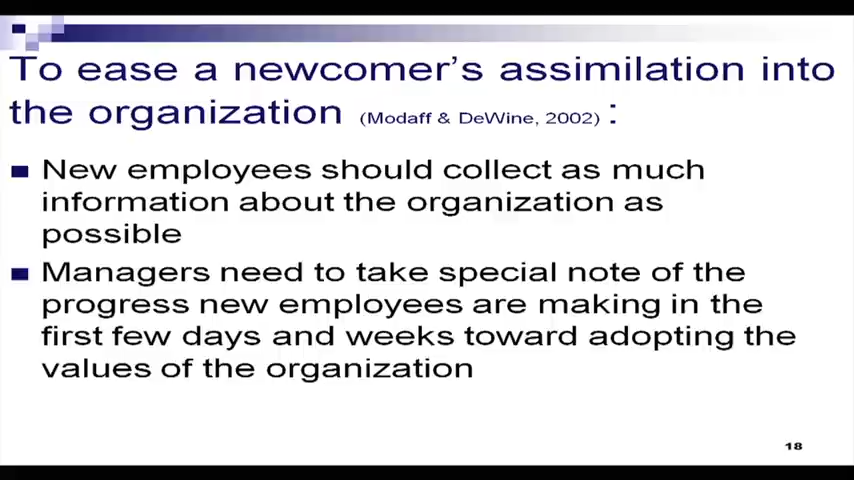 To ease a newcomer's assimilation into
the organization (Modaff & DeWine, 2002) :
New employees should collect as much
information about the organization as
possible
Managers need to take special note of the
progress new employees are making in the
first few days and weeks toward adopting the
values of the organization
18